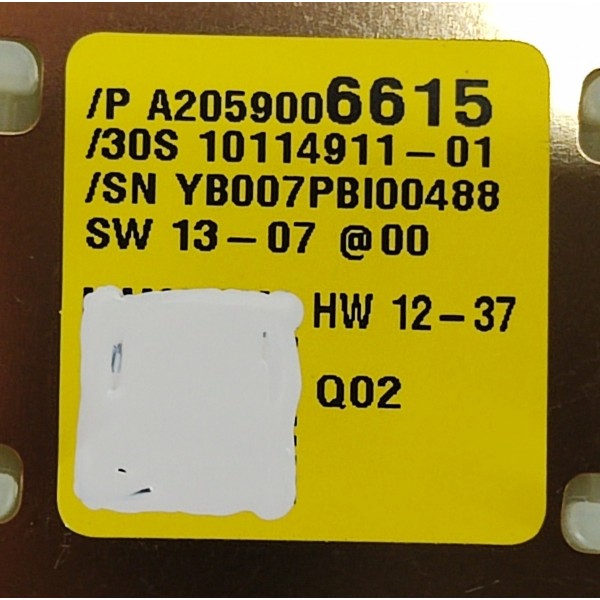 /P A2059006615
/30S 10114911-01
/SN YB007PBI00488
SW 13-07 @00
HW 12-37
Q02